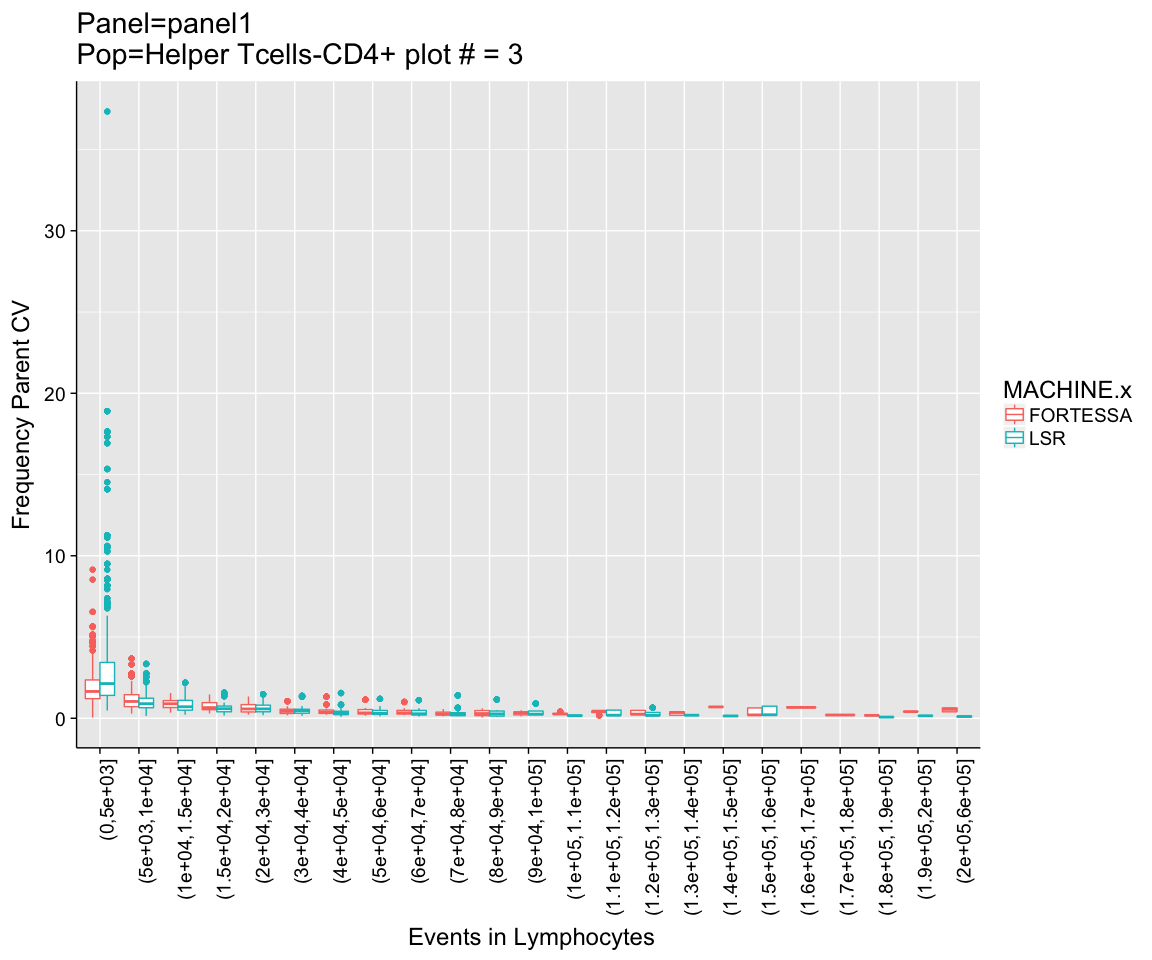 Panel=panel1
Pop=Helper Tcells-CD4+ plot # = 3
Frequency Parent CV
30
20
10
0
(0,5e+03]
(5e+03,1e+04]
(1e+04,1.5e+04]
(1.5e+04,2e+04]
(2e+04,3e+04]
(3e+04,4e+04]
(4e+04,5e+04]
(5e+04,6e+04]
(6e+04,7e+04]
(7e+04,8e+04]
(8e+04,9e+04]
(9e+04,1e+05]
(1e+05,1.1e+05]
(1.1e+05,1.2e+05]
(1.2e+05,1.3e+05]
(1.3e+05,1.4e+05]
(1.4e+05,1.5e+05]
(1.5e+05,1.6e+05]
(1.6e+05,1.7e+05]
(1.7e+05,1.8e+05]
(1.8e+05,1.9e+05]
(1.9e+05,2e+05]
(2e+05,6e+05]
Events in Lymphocytes
MACHINE.x
FORTESSA
LSR